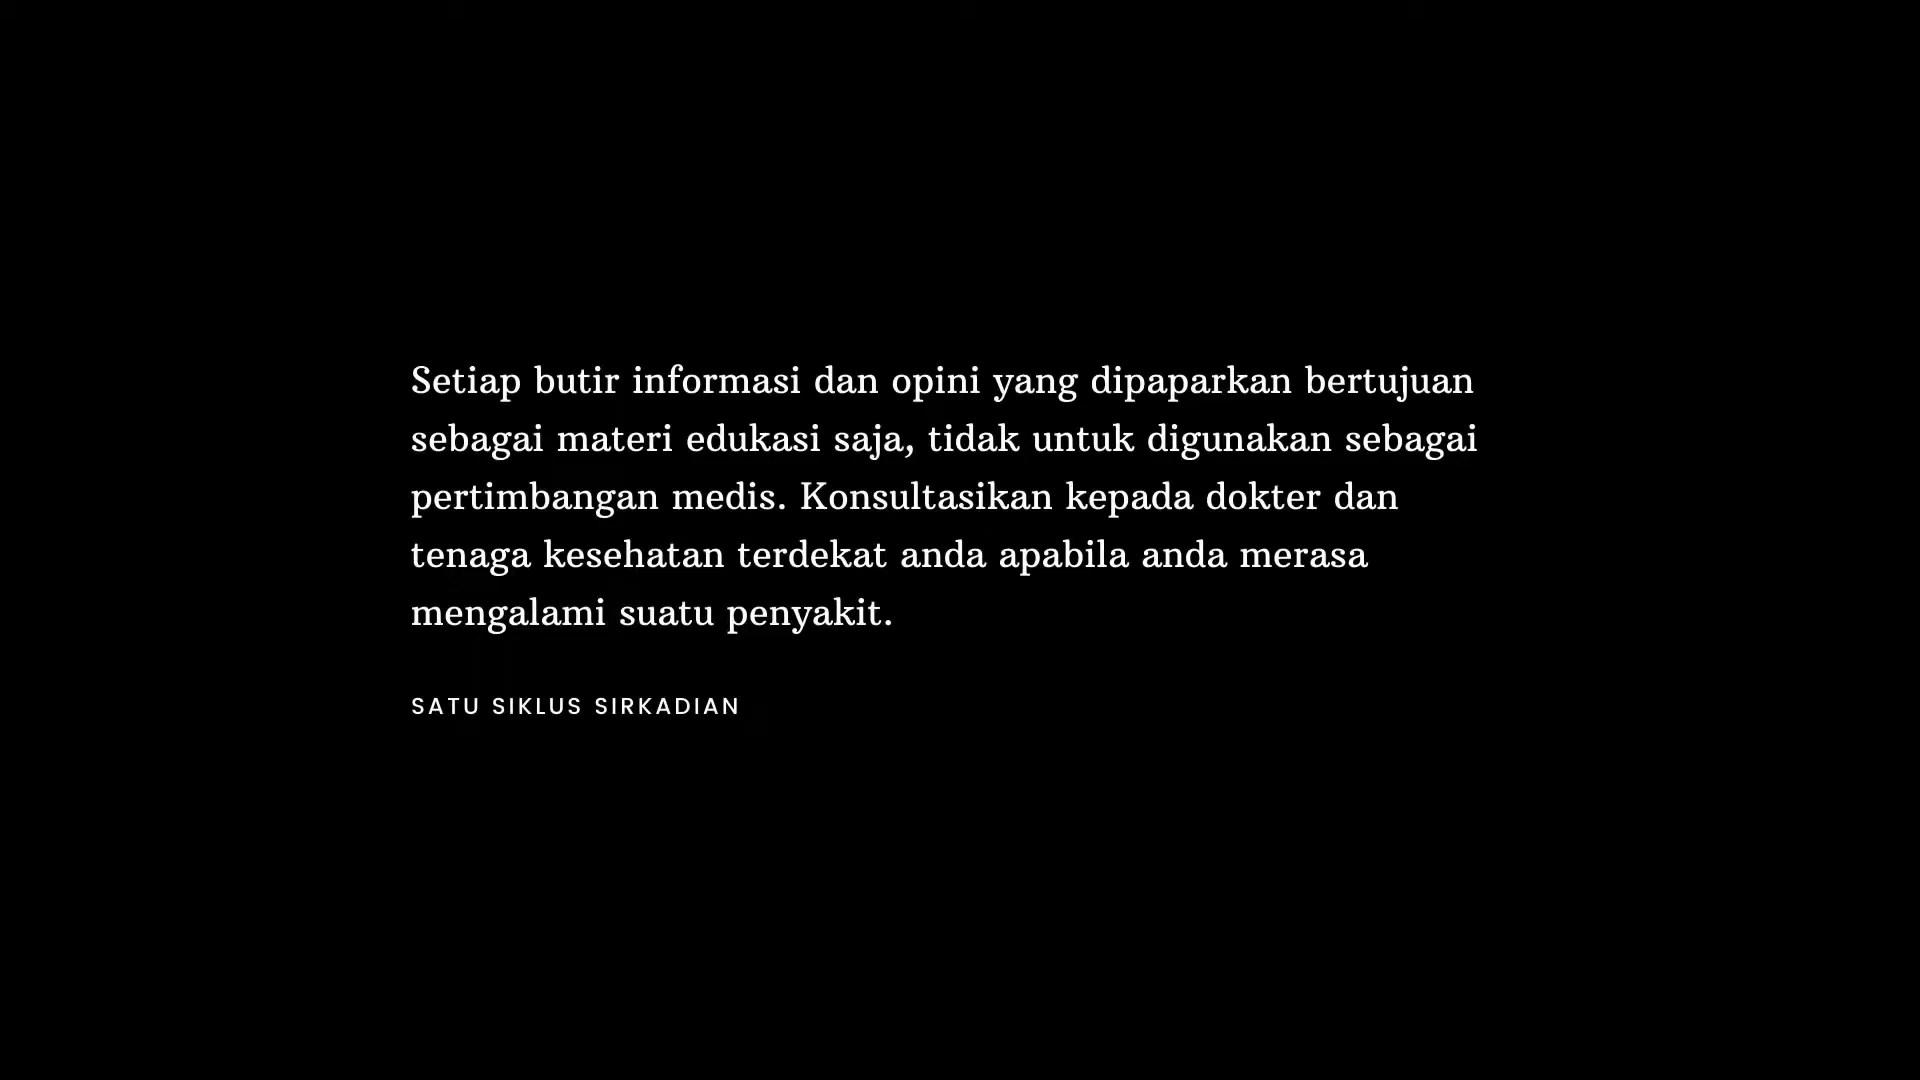 Setiap butir informasi dan opini yang dipaparkan bertujuan
sebagai materi edukasi saja, tidak untuk digunakan sebagai
pertimbangan medis. Konsultasikan kepada dokter dan
tenaga kesehatan terdekat anda apabila anda merasa
mengalami suatu penyakit.
SATU SIKLUS SIRKADIAN